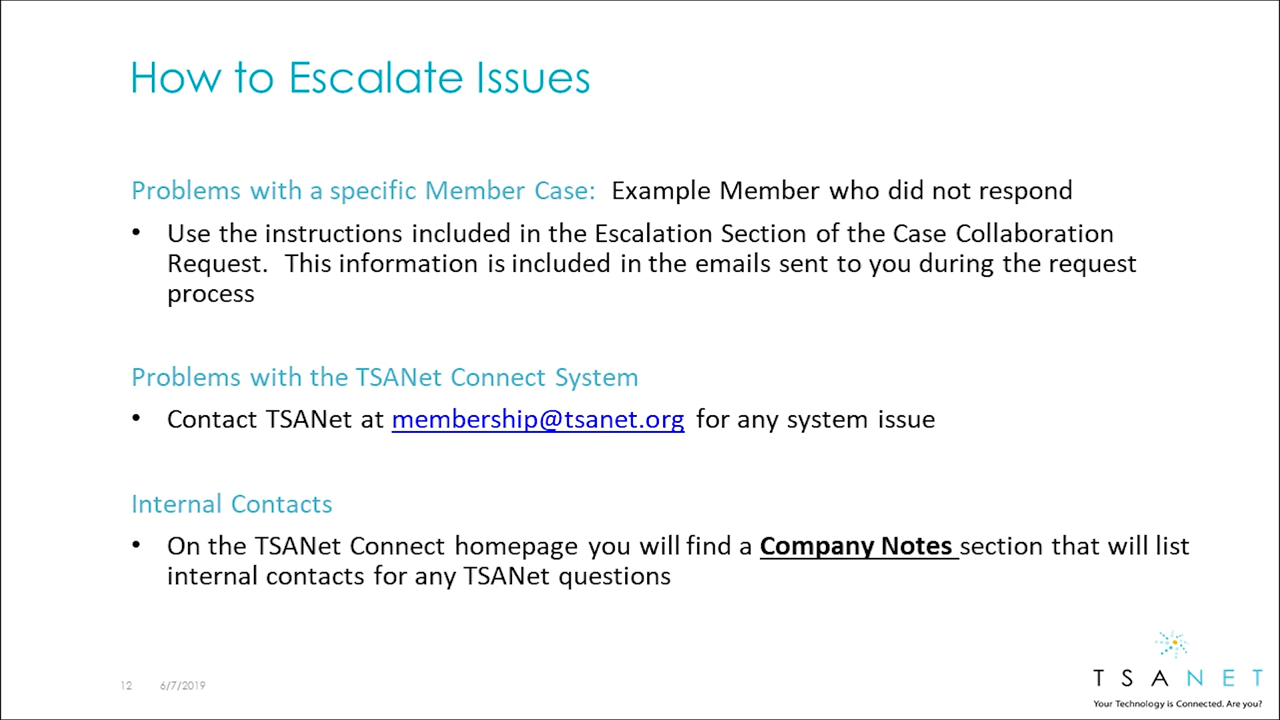 How to Escalate Issues
Problems with a specific Member Case: Example Member who did not respond
• Use the instructions included in the Escalation Section of the Case Collaboration
Request. This information is included in the emails sent to you during the request
process
Problems with the TSANet Connect System
• Contact TSANet at membership@tsanet.org for any system issue
Internal Contacts
• On the TSANet Connect homepage you will find a Company Notes section that will list
internal contacts for any TSANet questions
12 6/7/2019
TSANET
Your Technology is Connected. Are you?